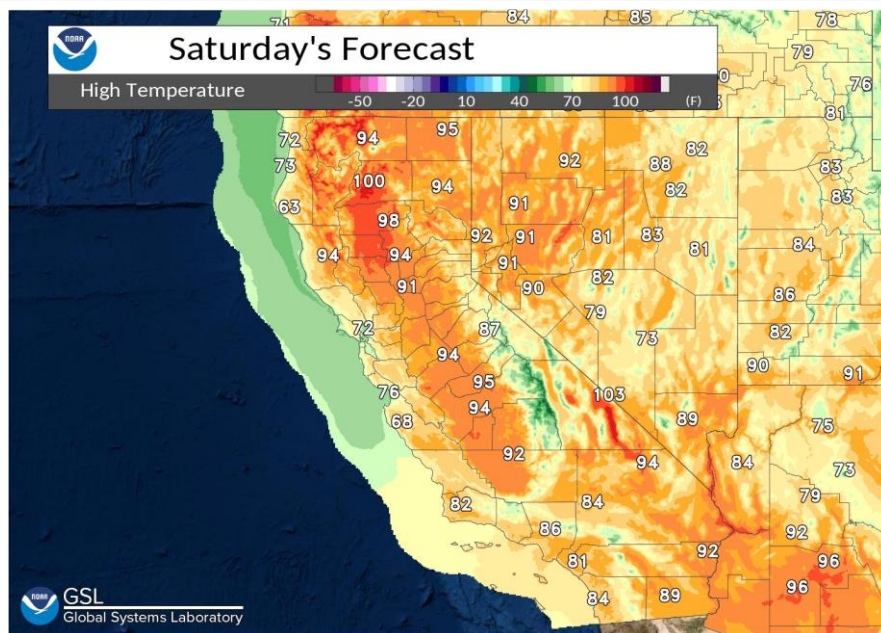 71 84 85 78
NOAA
Saturday's Forecast
79
High Temperature
-50 -20 10 40 70 100 (F)
76
81
72 94 95
82
73 92 88
83
100 94 82
83
63 98 91
92 91 81 83
94 94 81 84
91
91 90 82
86
79
72 87 73 82
94
90 91
95
76 103
94
68 89 75
92 94 84 73
79
82 84
86 92
92
81 96
96
84 89
NOAA
GSL
Global Systems Laboratory